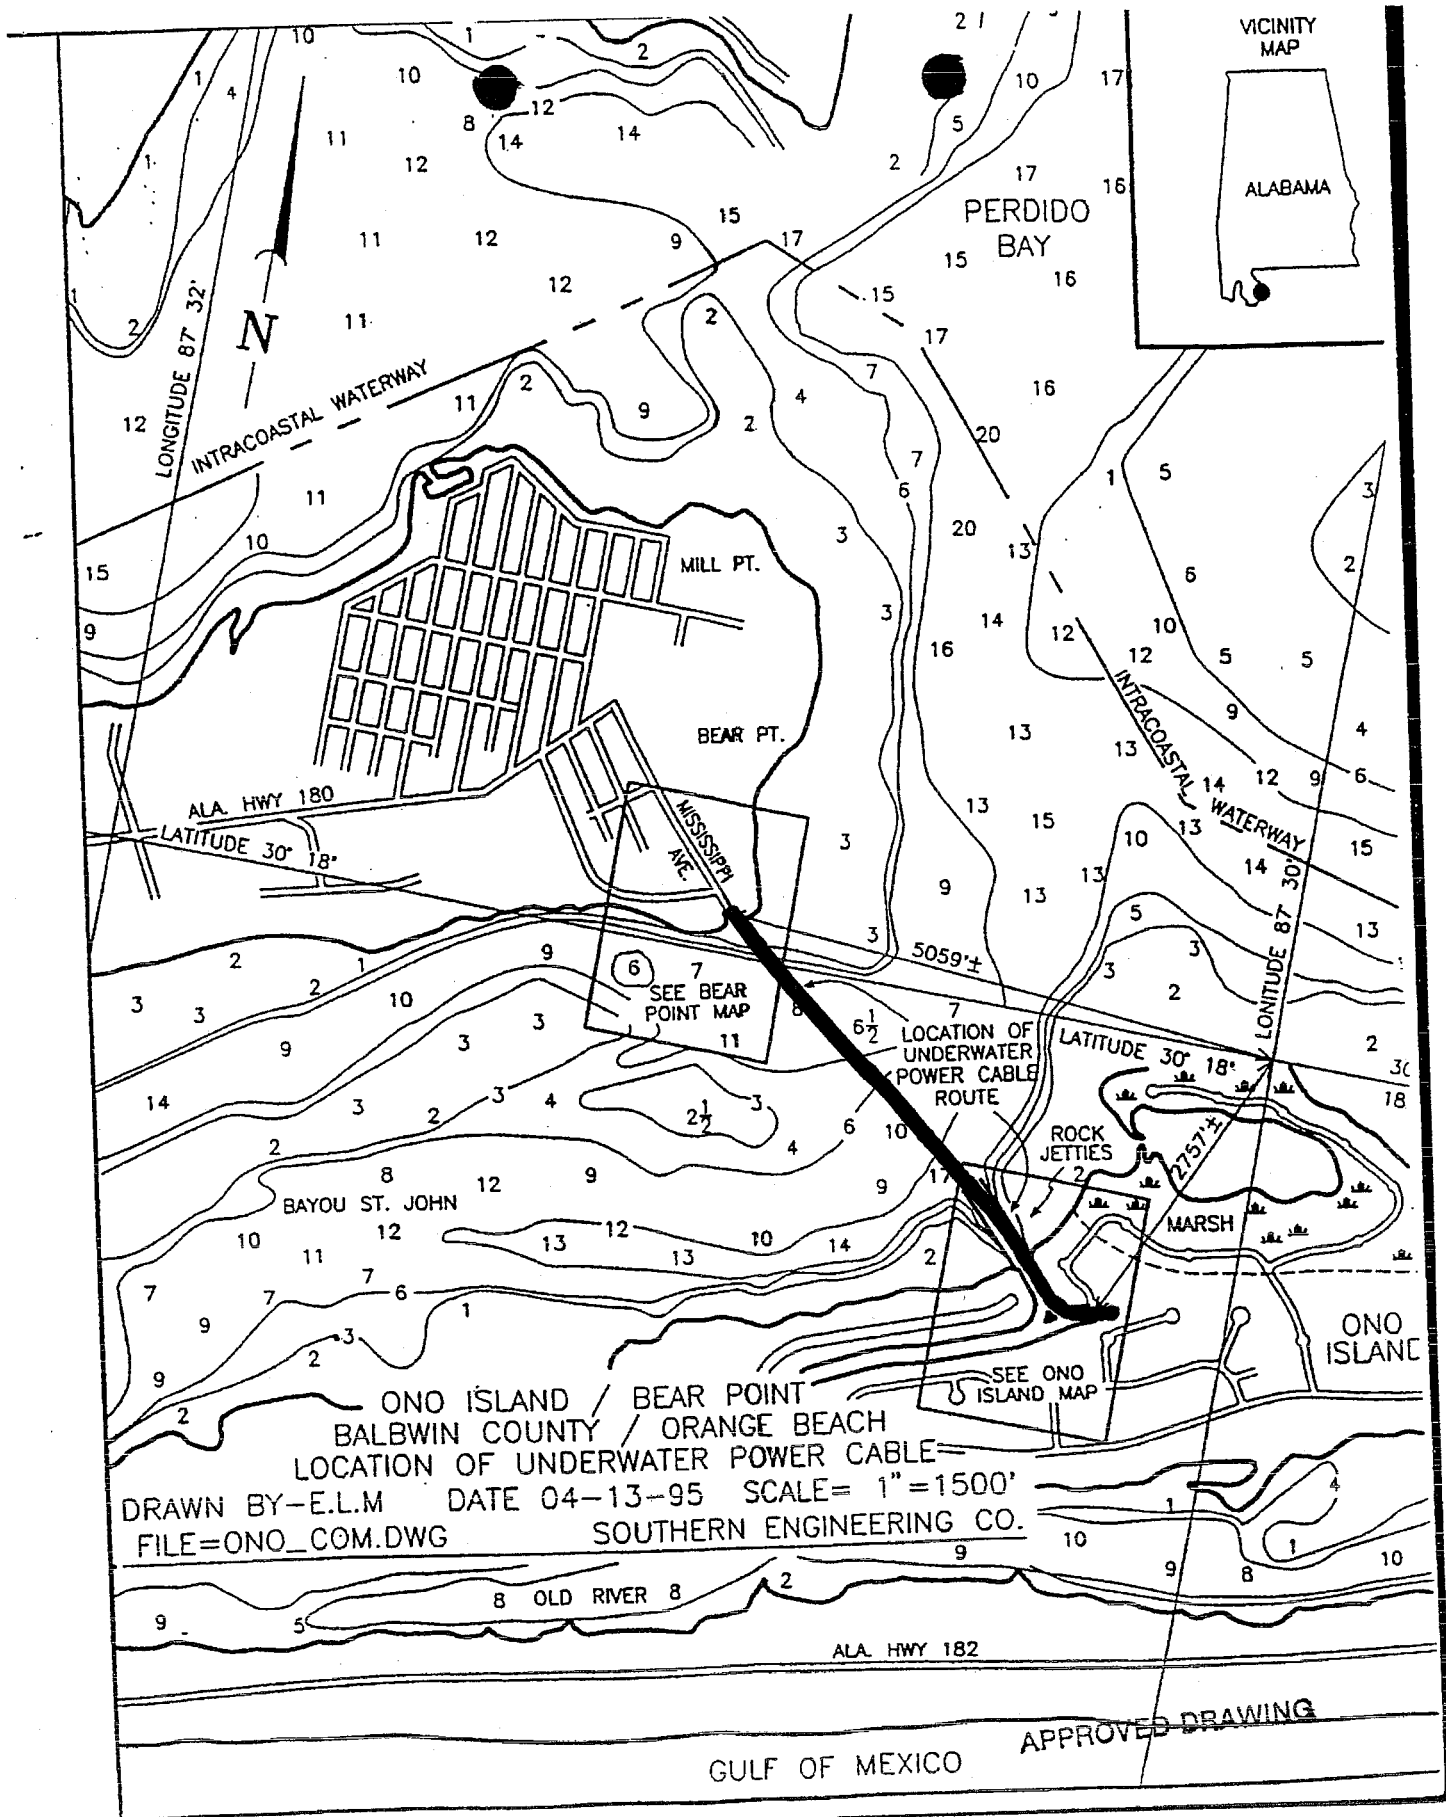 VICINITY
MAP
ALABAMA
PERDIDO
BAY
N
LONGITUDE 87° 32'
INTRACOASTAL WATERWAY
MILL PT.
BEAR PT.
INTRACOASTAL
WATERWAY
ALA. HWY 180
LATITUDE 30° 18"
MISSISSIPPI
AVE.
5059'±
LONITUDE 87° 30'
SEE BEAR
POINT MAP
LOCATION OF
UNDERWATER
POWER CABLE
ROUTE
LATITUDE 30° 18"
ROCK
JETTIES
2757'±
BAYOU ST. JOHN
MARSH
ONO
ISLAND
SEE ONO
ISLAND MAP
ONO ISLAND / BEAR POINT
BALBWIN COUNTY / ORANGE BEACH
LOCATION OF UNDERWATER POWER CABLE
DRAWN BY-E.L.M DATE 04-13-95 SCALE= 1"=1500'
FILE=ONO_COM.DWG SOUTHERN ENGINEERING CO.
8 OLD RIVER 8
ALA. HWY 182
APPROVED DRAWING
GULF OF MEXICO